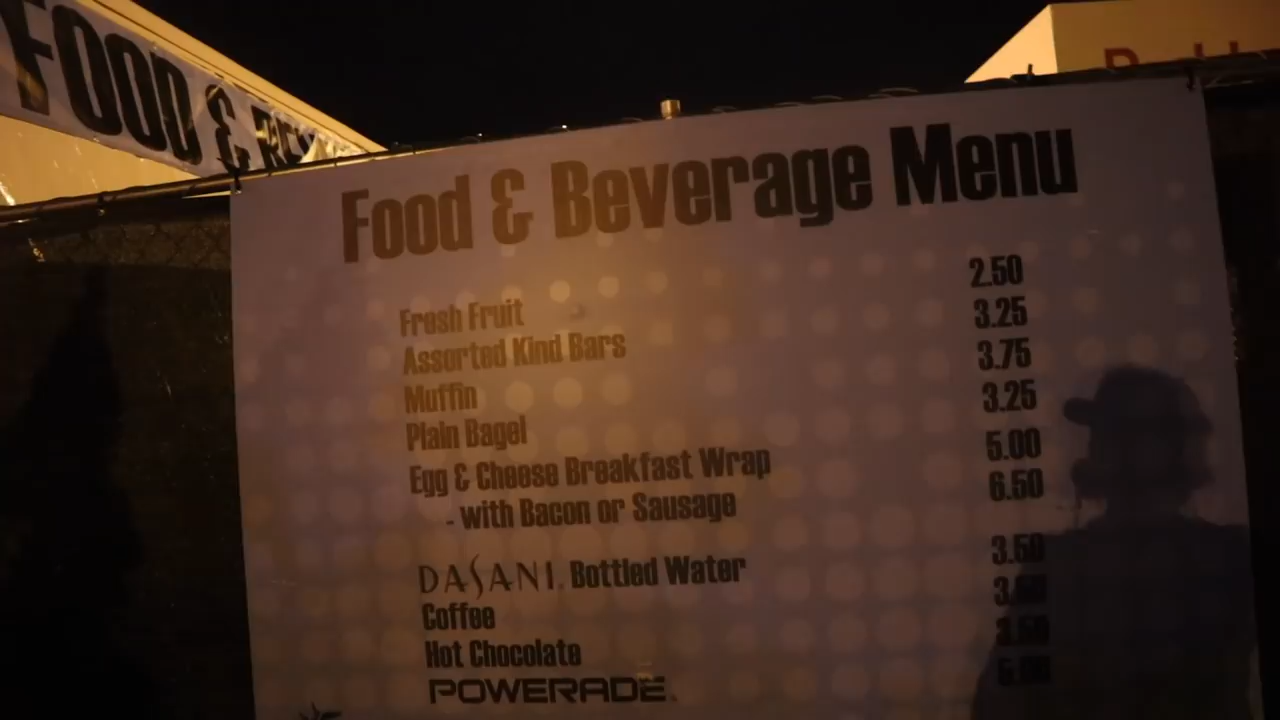 FOOD &
Food & Beverage Menu
Fresh Fruit 2.50
Assorted Kind Bars 3.25
Muffin 3.75
Plain Bagel 3.25
Egg & Cheese Breakfast Wrap 5.00
- with Bacon or Sausage 6.50
DASANI. Bottled Water 3.50
Coffee
Hot Chocolate
POWERADE